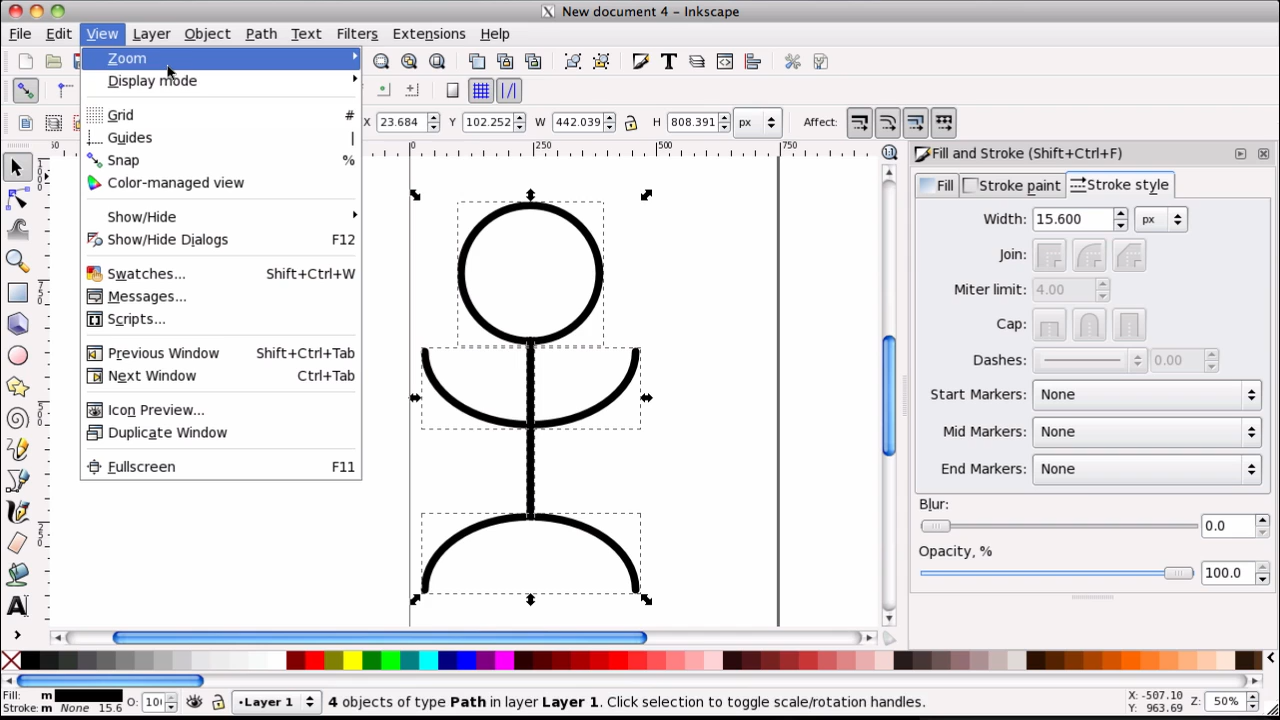 New document 4 - Inkscape
File Edit View Layer Object Path Text Filters Extensions Help
X 23.684 Y 102.252 W 442.039 H 808.391 px Affect:
0 250 500 750
Zoom
Display mode
Grid #
Guides |
Snap %
Color-managed view
Show/Hide
Show/Hide Dialogs F12
Swatches... Shift+Ctrl+W
Messages...
Scripts...
Previous Window Shift+Ctrl+Tab
Next Window Ctrl+Tab
Icon Preview...
Duplicate Window
Fullscreen F11
Fill and Stroke (Shift+Ctrl+F)
Fill Stroke paint Stroke style
Width: 15.600 px
Join:
Miter limit: 4.00
Cap:
Dashes: 0.00
Start Markers: None
Mid Markers: None
End Markers: None
Blur:
0.0
Opacity, %
100.0
Fill: m
Stroke: m None 15.6
O:
•Layer 1
4 objects of type Path in layer Layer 1. Click selection to toggle scale/rotation handles.
X: -507.10
Y: 963.69
Z: 50%